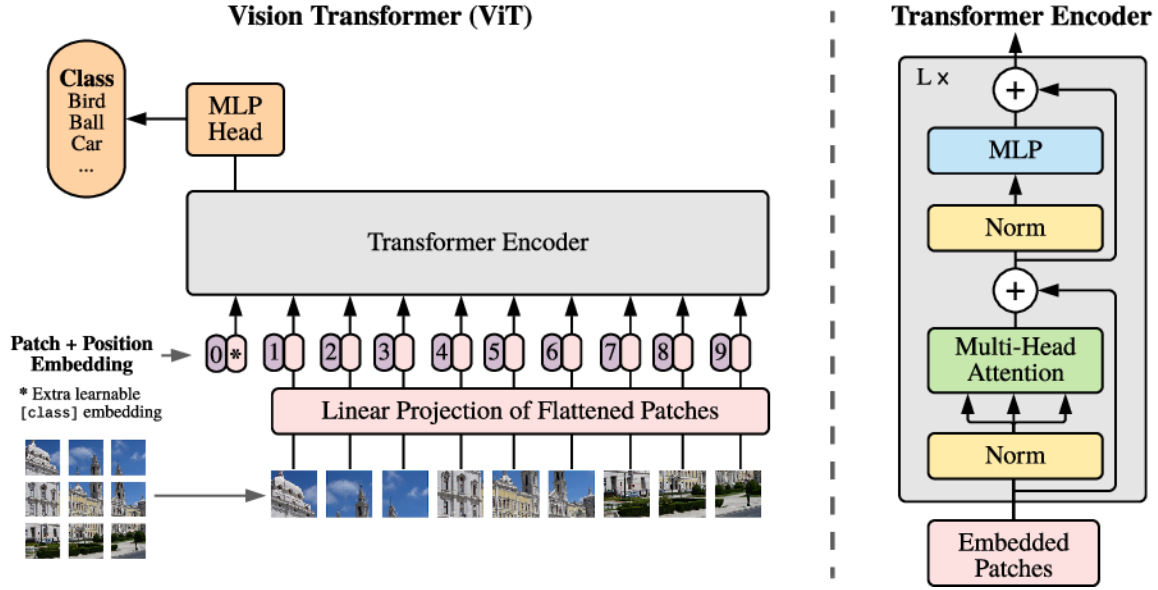 Vision Transformer (ViT)
Class
Bird
Ball
Car
...
MLP
Head
Transformer Encoder
Patch + Position
Embedding
0 * 1 2 3 4 5 6 7 8 9
* Extra learnable
[class] embedding
Linear Projection of Flattened Patches
Transformer Encoder
L ×
+
MLP
Norm
+
Multi-Head
Attention
Norm
Embedded
Patches